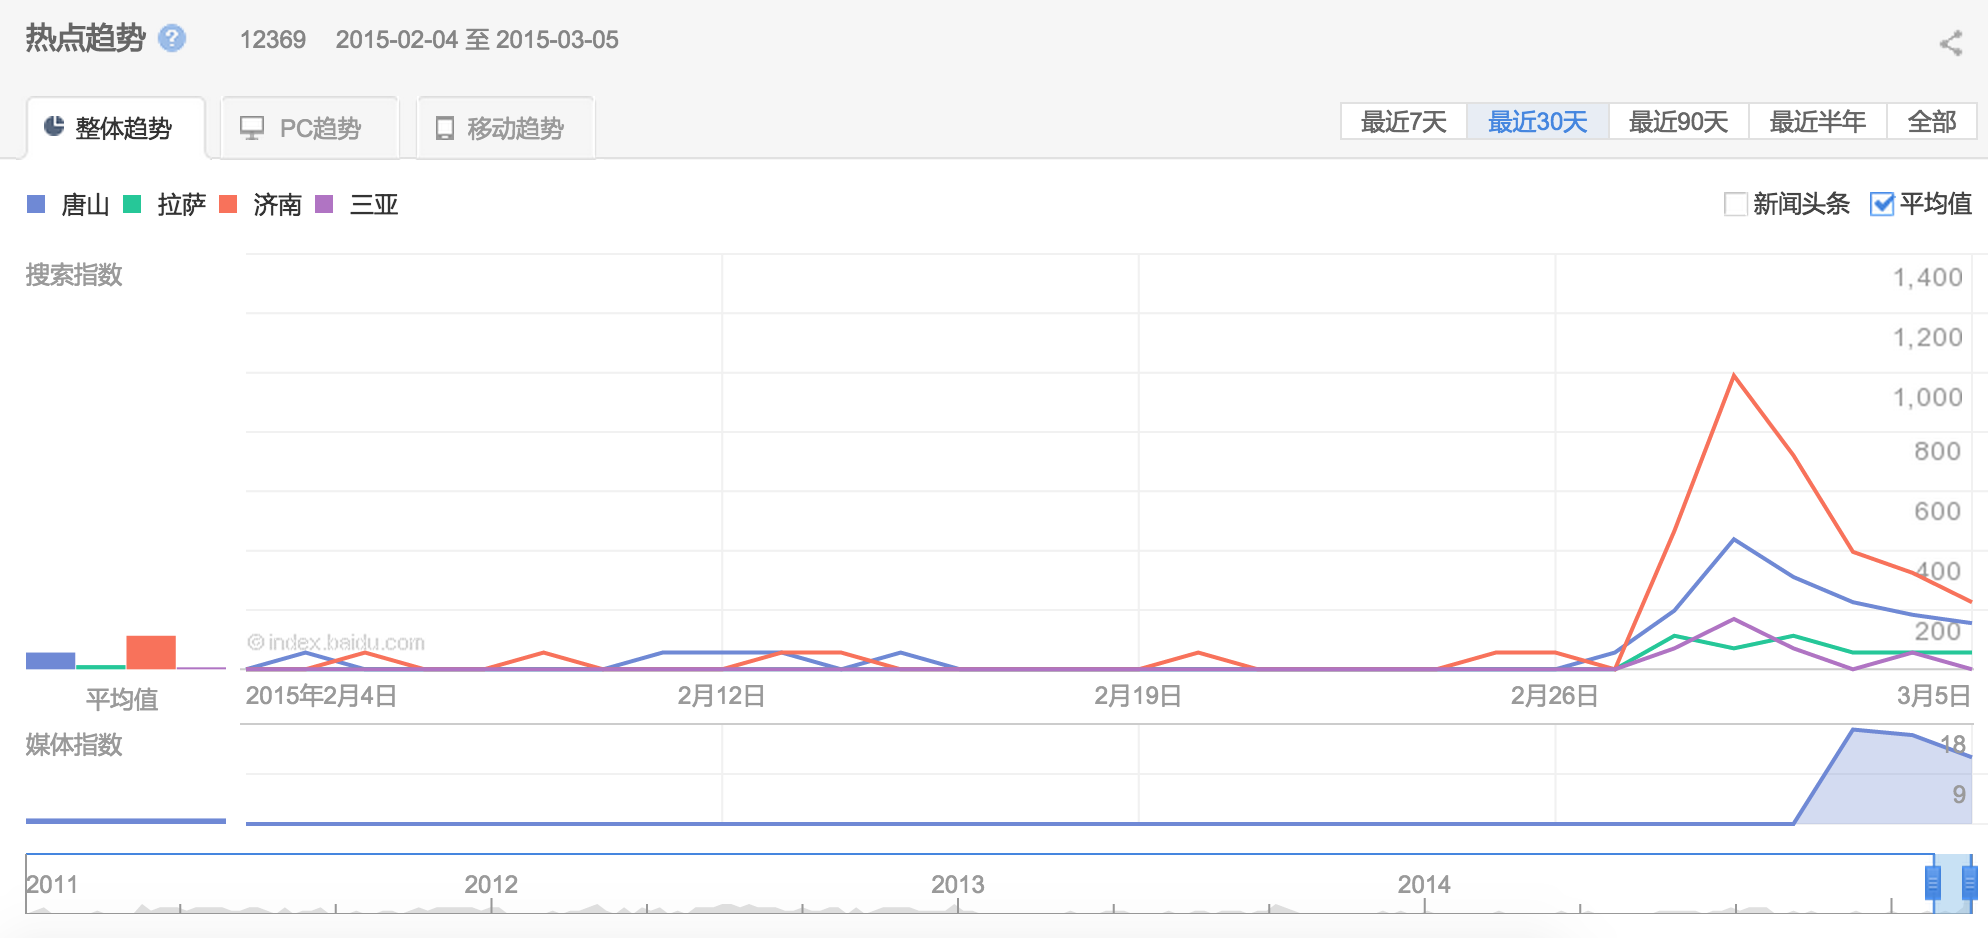 热点趋势 ? 12369 2015-02-04 至 2015-03-05
整体趋势 PC趋势 移动趋势 最近7天 最近30天 最近90天 最近半年 全部
唐山 拉萨 济南 三亚 新闻头条 平均值
搜索指数
1,400
1,200
1,000
800
600
400
200
© index.baidu.com
平均值 2015年2月4日 2月12日 2月19日 2月26日 3月5日
媒体指数
18
9
2011 2012 2013 2014